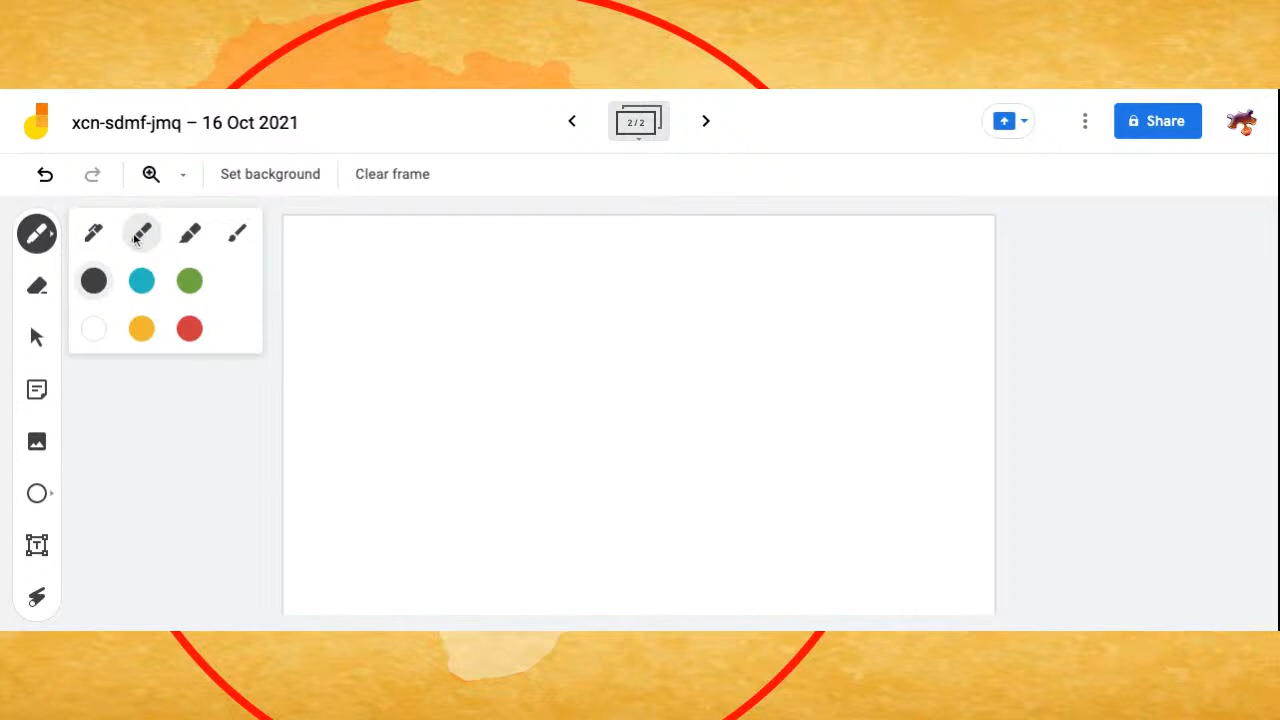 xcn-sdmf-jmq – 16 Oct 2021
2/2
Share
Set background
Clear frame
T